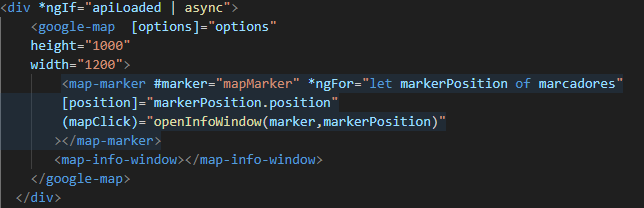 <div *ngIf="apiLoaded | async">
<google-map  [options]="options"
height="1000"
width="1200">
<map-marker #marker="mapMarker" *ngFor="let markerPosition of marcadores"
[position]="markerPosition.position"
(mapClick)="openInfoWindow(marker,markerPosition)"
></map-marker>
<map-info-window></map-info-window>
</google-map>
</div>